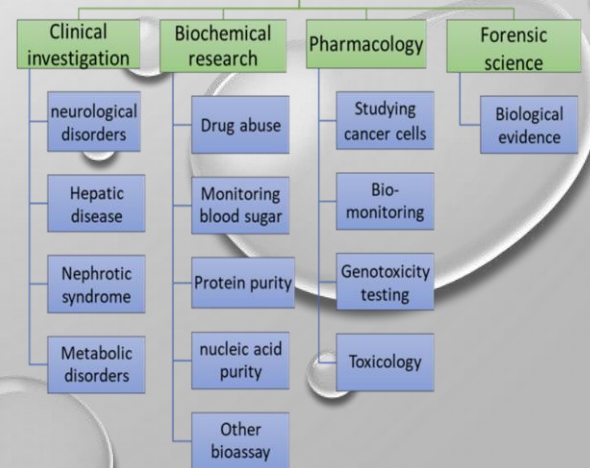 Clinical
investigation
neurological
disorders
Hepatic
disease
Nephrotic
syndrome
Metabolic
disorders
Biochemical
research
Drug abuse
Monitoring
blood sugar
Protein purity
nucleic acid
purity
Other
bioassay
Pharmacology
Studying
cancer cells
Bio-
monitoring
Genotoxicity
testing
Toxicology
Forensic
science
Biological
evidence